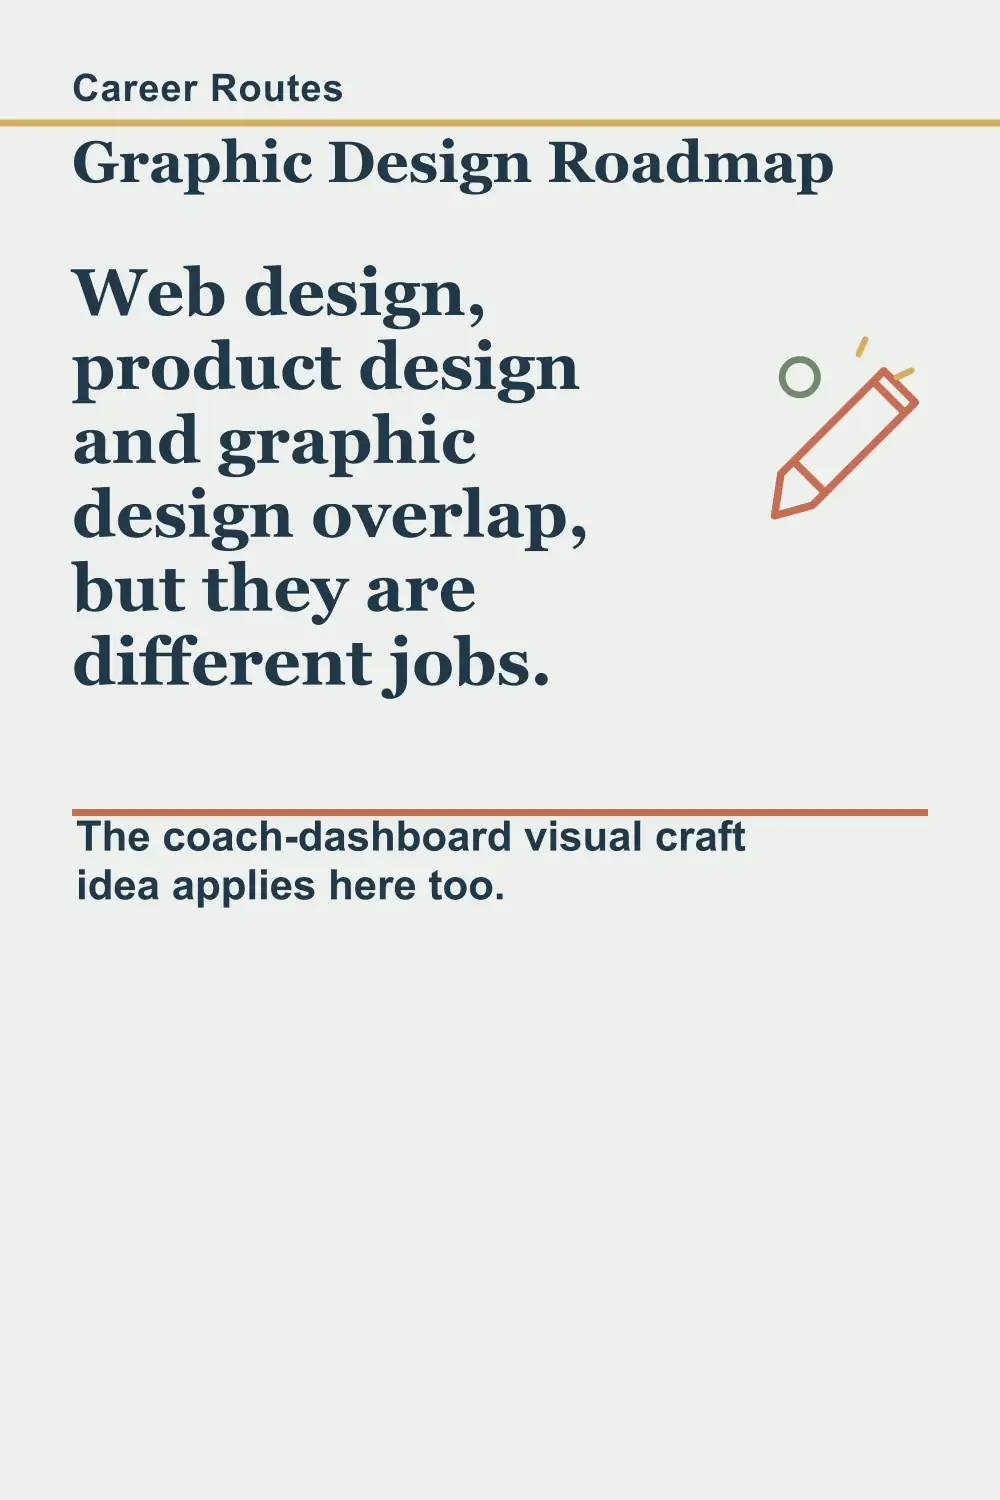 Career Routes
Graphic Design Roadmap
Web design,
product design
and graphic
design overlap,
but they are
different jobs.
The coach-dashboard visual craft
idea applies here too.